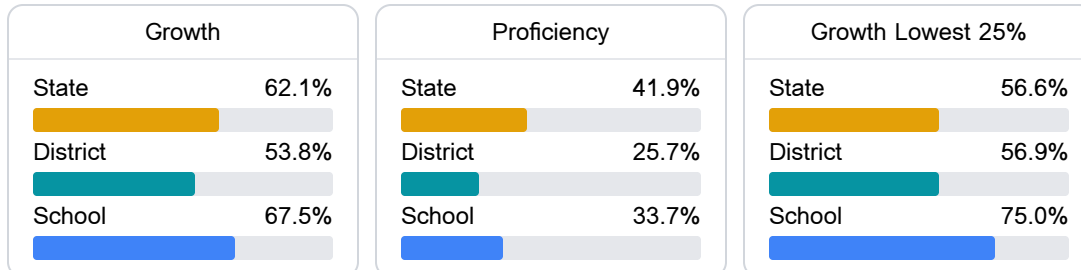 Growth
State 62.1%
District 53.8%
School 67.5%
Proficiency
State 41.9%
District 25.7%
School 33.7%
Growth Lowest 25%
State 56.6%
District 56.9%
School 75.0%